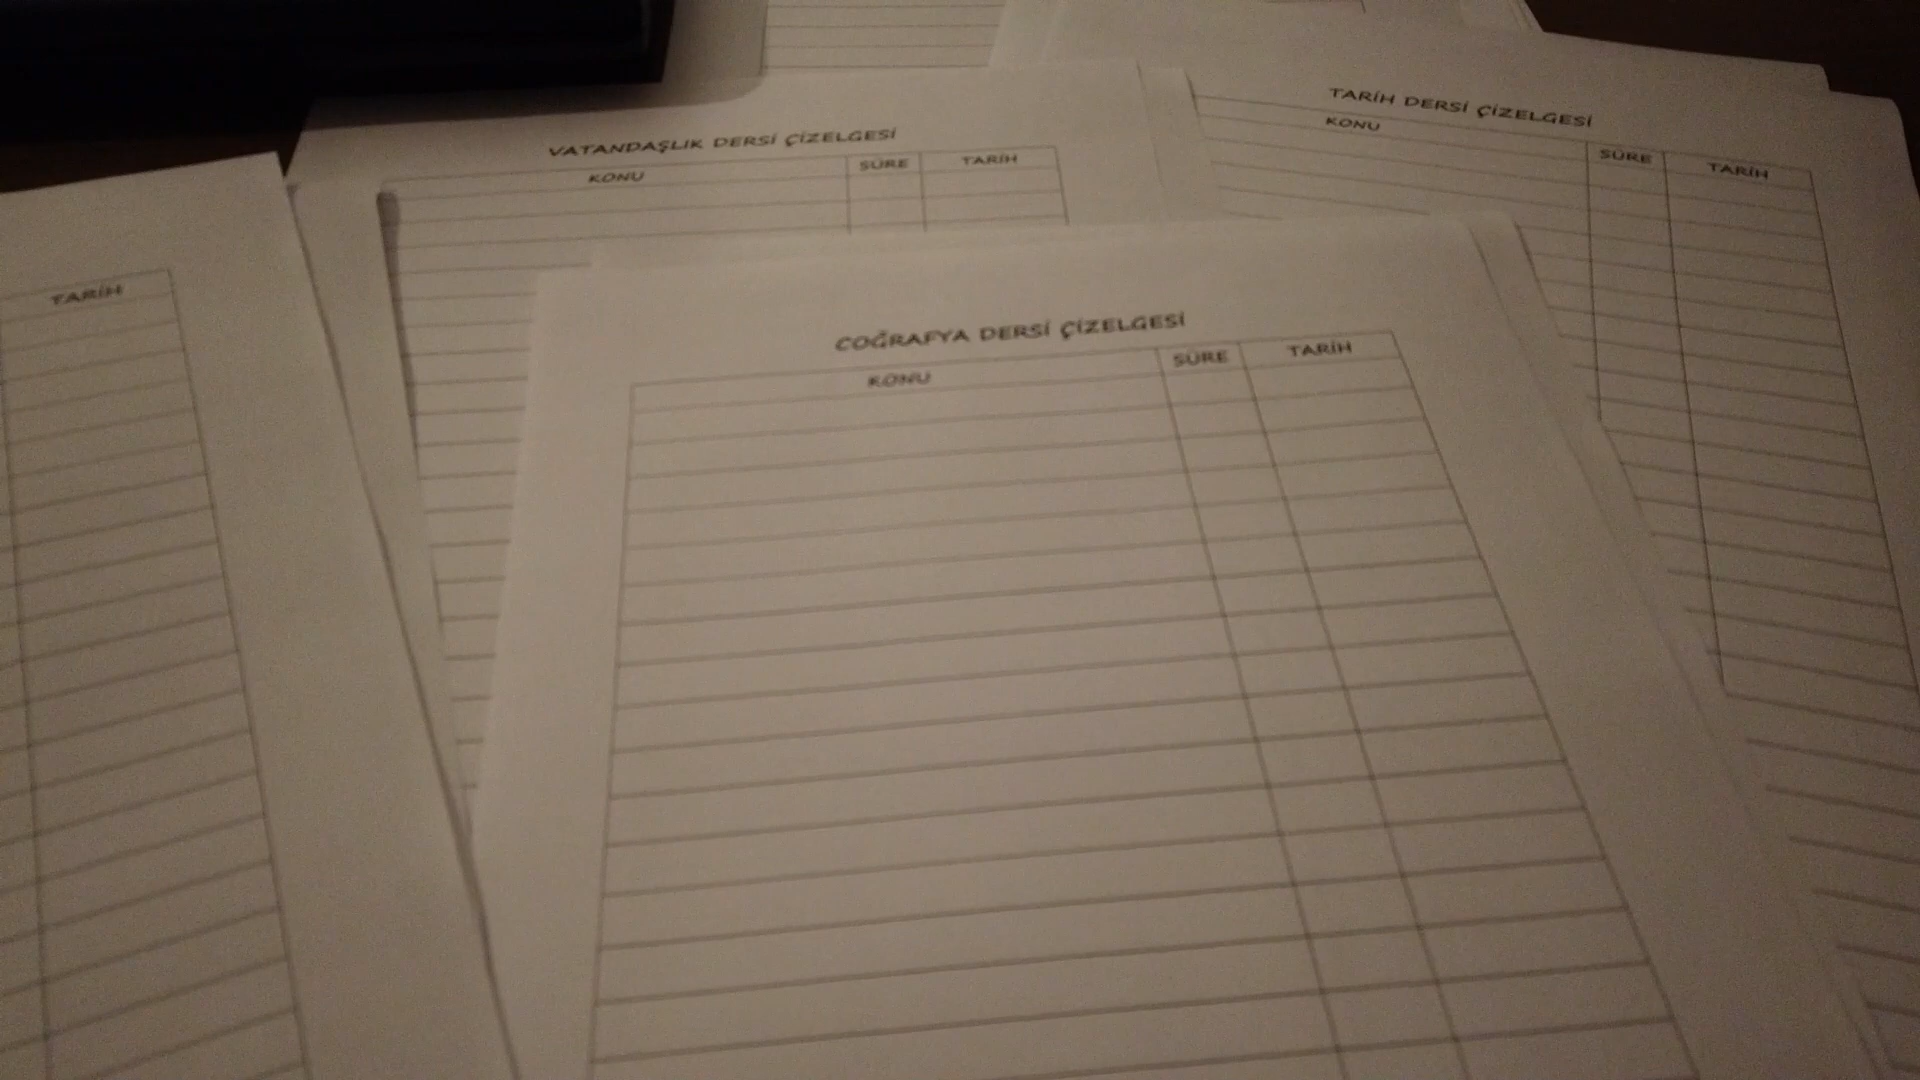 VATANDAŞLIK DERSİ ÇİZELGESİ
KONU SÜRE TARİH
TARİH DERSİ ÇİZELGESİ
KONU SÜRE TARİH
TARİH
COĞRAFYA DERSİ ÇİZELGESİ
KONU SÜRE TARİH